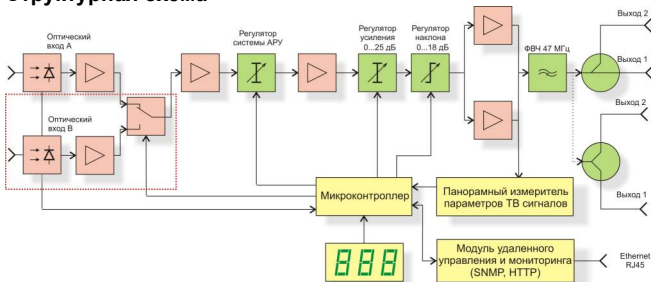 Структурная схема
Оптический
вход А
Оптический
вход В
Регулятор
системы АРУ
Регулятор
усиления
0...25 дБ
Регулятор
наклона
0...18 дБ
ФВЧ 47 МГц
Выход 2
Выход 1
Выход 2
Выход 1
Микроконтроллер
Панорамный измеритель
параметров ТВ сигналов
888
Модуль удаленного
управления и мониторинга
(SNMP, HTTP)
Ethernet
RJ45